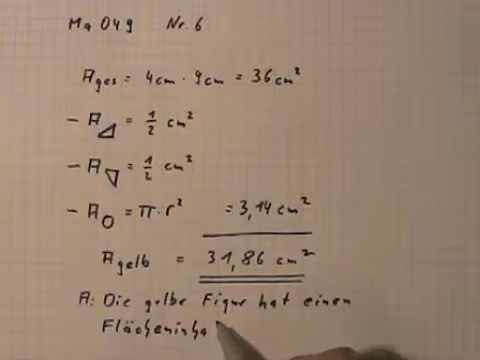 Ma 049 Nr. 6
Ages = 4cm · 9cm = 36cm²
- A◿ = 1/2 cm²
- A▽ = 1/2 cm²
- A○ = π · r² = 3,14 cm²
Agelb = 31,86 cm²
A: Die gelbe Figur hat einen
Flächeninha